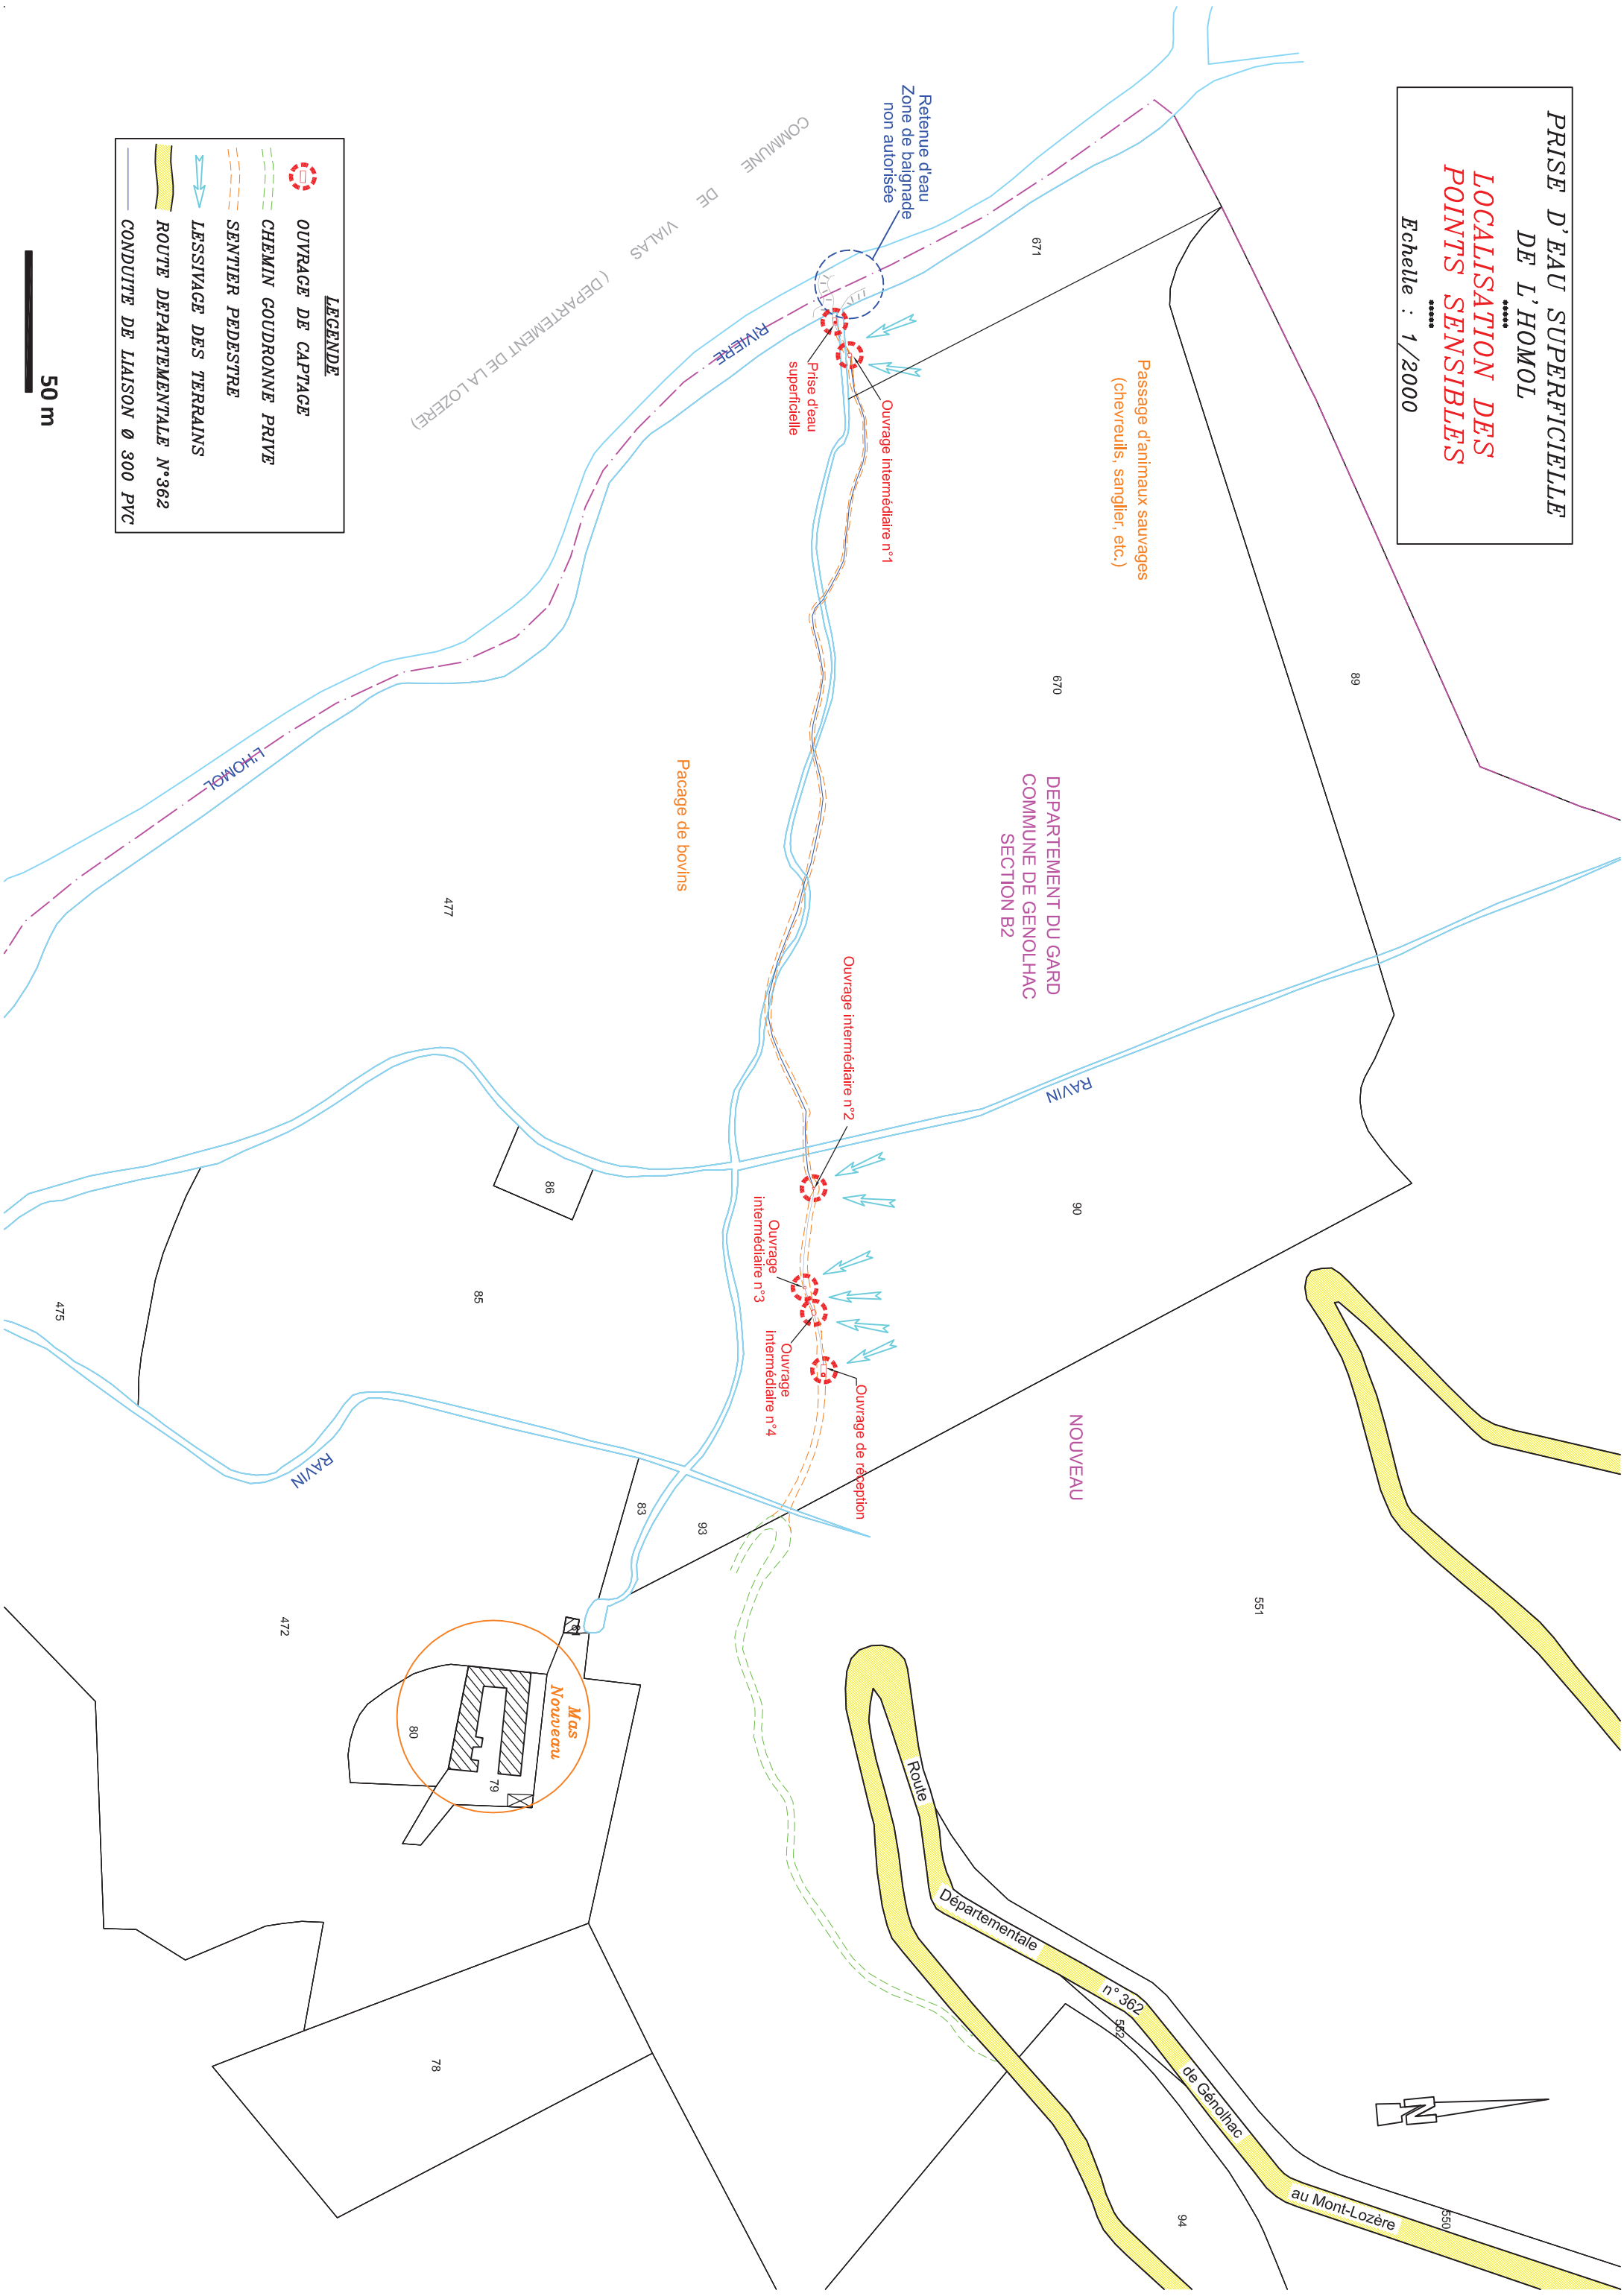 PRISE D'EAU SUPERFICIELLE
DE L'HOMOL
*****
LOCALISATION DES
POINTS SENSIBLES
*****
Echelle : 1/2000
89
671
Passage d'animaux sauvages
(chevreuils, sanglier, etc.)
670
DEPARTEMENT DU GARD
COMMUNE DE GENOLHAC
SECTION B2
RAVIN
90
NOUVEAU
551
Retenue d'eau
Zone de baignade
non autorisée
COMMUNE DE VIALAS (DEPARTEMENT DE LA LOZERE)
RIVIERE
L'HOMOL
Prise d'eau
superficielle
Ouvrage intermédiaire n°1
Ouvrage intermédiaire n°2
Ouvrage
intermédiaire n°3
Ouvrage
intermédiaire n°4
Ouvrage de réception
Pacage de bovins
477
86
85
475
RAVIN
83
93
472
81
Mas
Nouveau
80
79
78
Route
Départementale
n° 362
de Génolhac
au Mont-Lozère
552
550
94
N
LEGENDE
OUVRAGE DE CAPTAGE
CHEMIN GOUDRONNE PRIVE
SENTIER PEDESTRE
LESSIVAGE DES TERRAINS
ROUTE DEPARTEMENTALE N°362
CONDUITE DE LIAISON Ø 300 PVC
50 m